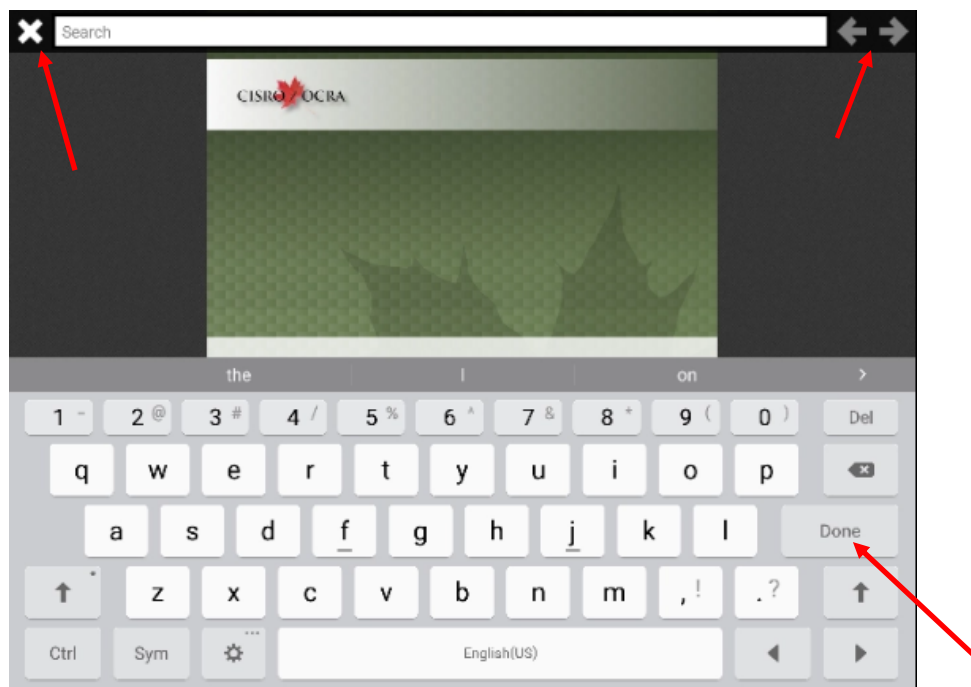 Search
CISRO OCRA
the I on >
1 - 2 @ 3 # 4 / 5 % 6 ^ 7 & 8 * 9 ( 0 ) Del
q w e r t y u i o p
a s d f g h j k l Done
z x c v b n m , ! . ?
Ctrl Sym English(US)